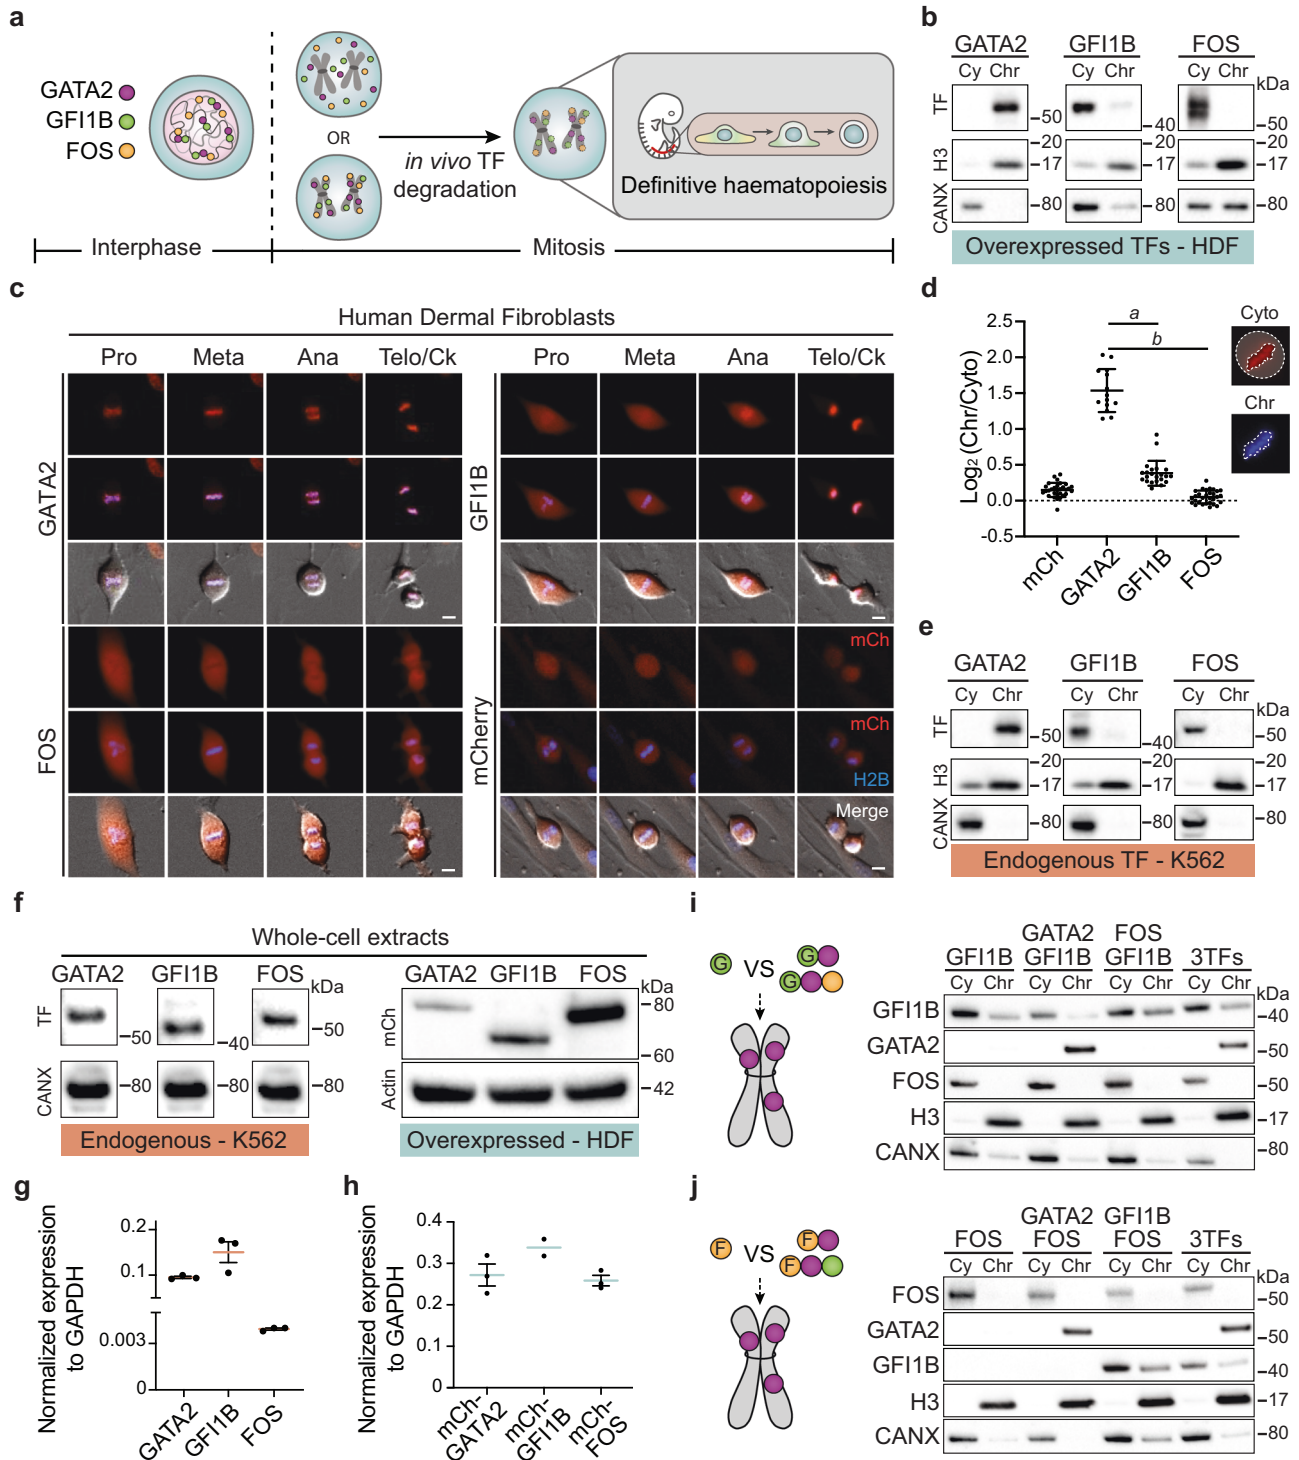 a
GATA2
GFI1B
FOS
OR
in vivo TF
degradation
Definitive haematopoiesis
Interphase
Mitosis
b
GATA2 GFI1B FOS
Cy Chr Cy Chr Cy Chr
kDa
TF
–50
–40
–50
H3
–20
–17
–20
–17
–20
–17
CANX
–80
–80
–80
Overexpressed TFs - HDF
c
Human Dermal Fibroblasts
Pro Meta Ana Telo/Ck Pro Meta Ana Telo/Ck
GATA2
GFI1B
FOS
mCherry
mCh
mCh
H2B
Merge
d
Log2 (Chr/Cyto)
2.5
2.0
1.5
1.0
0.5
0.0
-0.5
a
b
mCh
GATA2
GFI1B
FOS
Cyto
Chr
e
GATA2 GFI1B FOS
Cy Chr Cy Chr Cy Chr
kDa
TF
–50
–40
–50
H3
–20
–17
–20
–17
–20
–17
CANX
–80
–80
–80
Endogenous TF - K562
f
Whole-cell extracts
GATA2 GFI1B FOS
kDa
TF
–50
–40
–50
CANX
–80
–80
–80
Endogenous - K562
GATA2 GFI1B FOS
kDa
mCh
–80
–60
Actin
–42
Overexpressed - HDF
g
Normalized expression
to GAPDH
0.2
0.1
0.003
0
GATA2
GFI1B
FOS
h
Normalized expression
to GAPDH
0.4
0.3
0.2
0.1
0
mCh-
GATA2
mCh-
GFI1B
mCh-
FOS
i
G VS G
G
GATA2 FOS
GFI1B GFI1B GFI1B 3TFs
Cy Chr Cy Chr Cy Chr Cy Chr
kDa
GFI1B
–40
GATA2
–50
FOS
–50
H3
–17
CANX
–80
j
F VS F
F
GATA2 GFI1B
FOS FOS FOS 3TFs
Cy Chr Cy Chr Cy Chr Cy Chr
kDa
FOS
–50
GATA2
–50
GFI1B
–40
H3
–17
CANX
–80